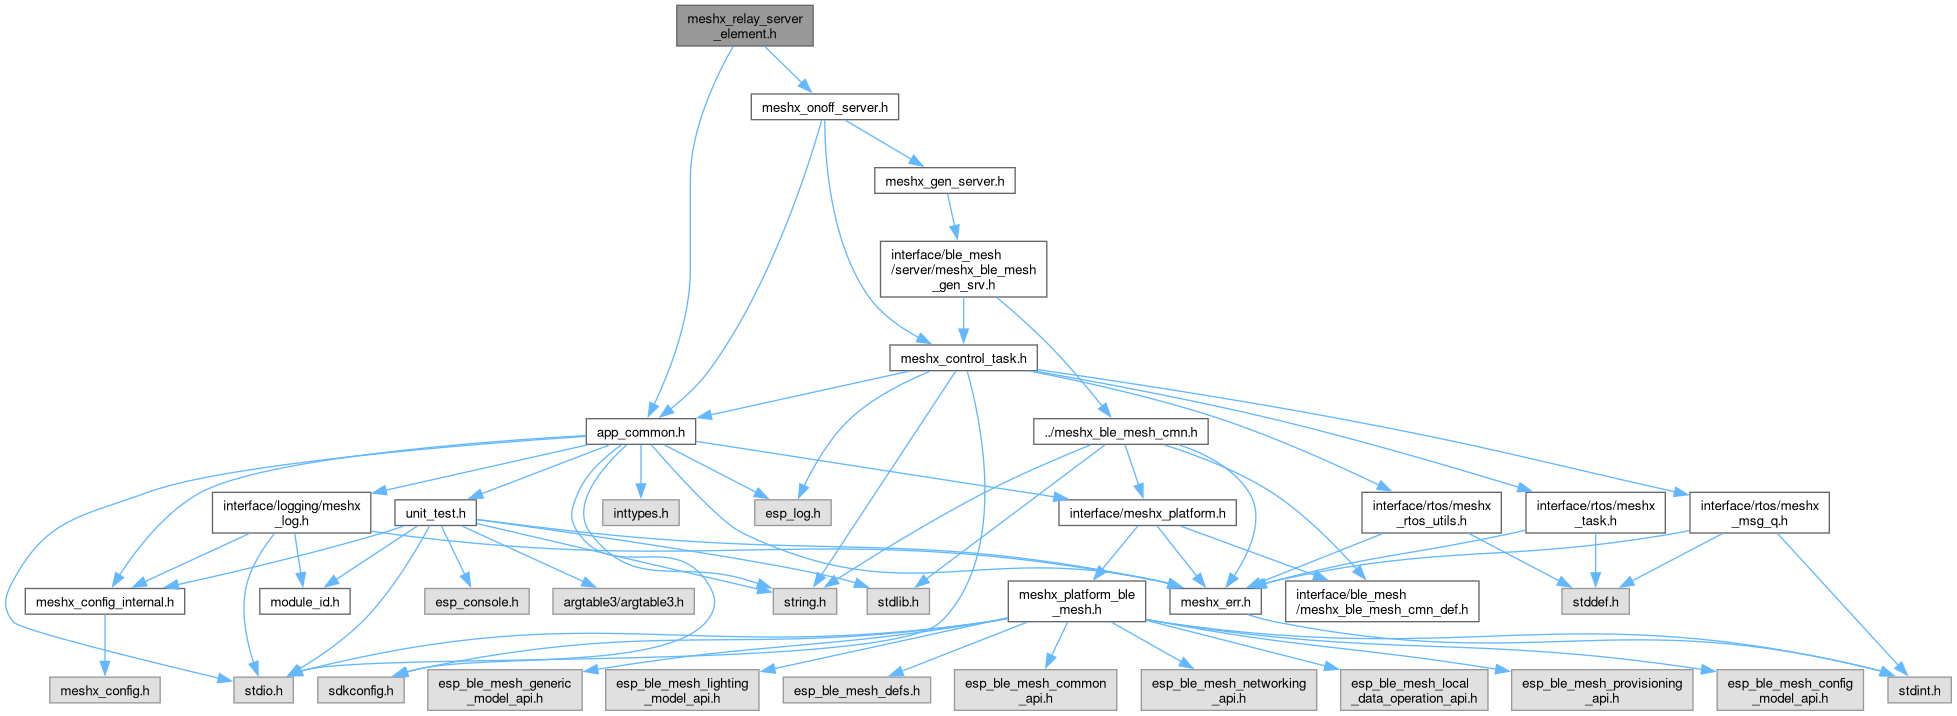 meshx_relay_server
_element.h
meshx_onoff_server.h
meshx_gen_server.h
interface/ble_mesh
/server/meshx_ble_mesh
_gen_srv.h
meshx_control_task.h
app_common.h
../meshx_ble_mesh_cmn.h
interface/logging/meshx
_log.h
unit_test.h
inttypes.h
esp_log.h
interface/meshx_platform.h
interface/rtos/meshx
_rtos_utils.h
interface/rtos/meshx
_task.h
interface/rtos/meshx
_msg_q.h
meshx_config_internal.h
module_id.h
esp_console.h
argtable3/argtable3.h
string.h
stdlib.h
meshx_platform_ble
_mesh.h
meshx_err.h
interface/ble_mesh
/meshx_ble_mesh_cmn_def.h
stddef.h
meshx_config.h
stdio.h
sdkconfig.h
esp_ble_mesh_generic
_model_api.h
esp_ble_mesh_lighting
_model_api.h
esp_ble_mesh_defs.h
esp_ble_mesh_common
_api.h
esp_ble_mesh_networking
_api.h
esp_ble_mesh_local
_data_operation_api.h
esp_ble_mesh_provisioning
_api.h
esp_ble_mesh_config
_model_api.h
stdint.h